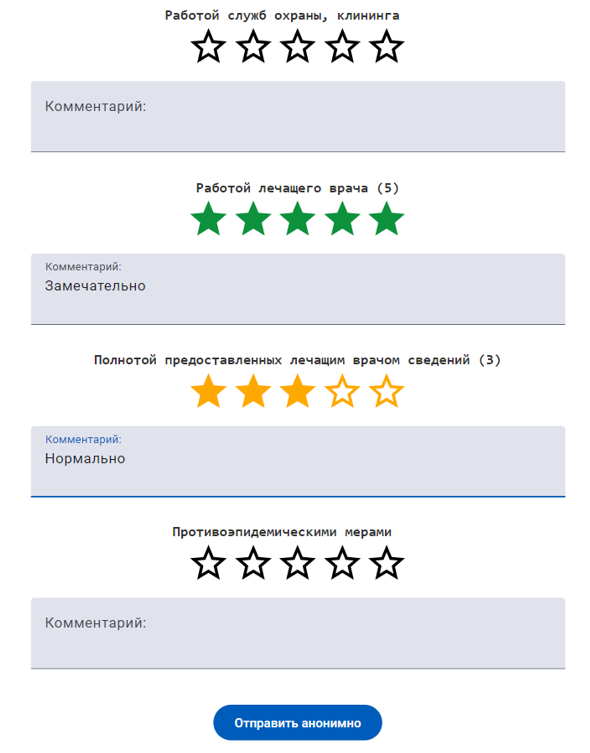 Работой служб охраны, клининга
Комментарий:
Работой лечащего врача (5)
Комментарий:
Замечательно
Полнотой предоставленных лечащим врачом сведений (3)
Комментарий:
Нормально
Противоэпидемическими мерами
Комментарий:
Отправить анонимно